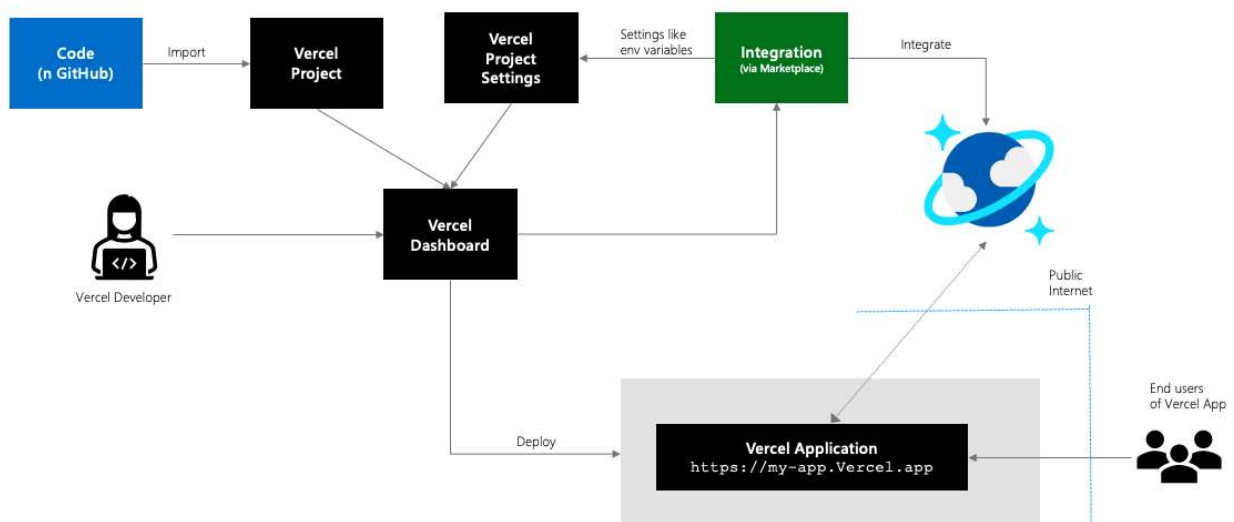 Code
(n GitHub)
Import
Vercel
Project
Vercel
Project
Settings
Settings like
env variables
Integration
(via Marketplace)
Integrate
Vercel
Dashboard
</>
Vercel Developer
Public
Internet
End users
of Vercel App
Deploy
Vercel Application
https://my-app.Vercel.app